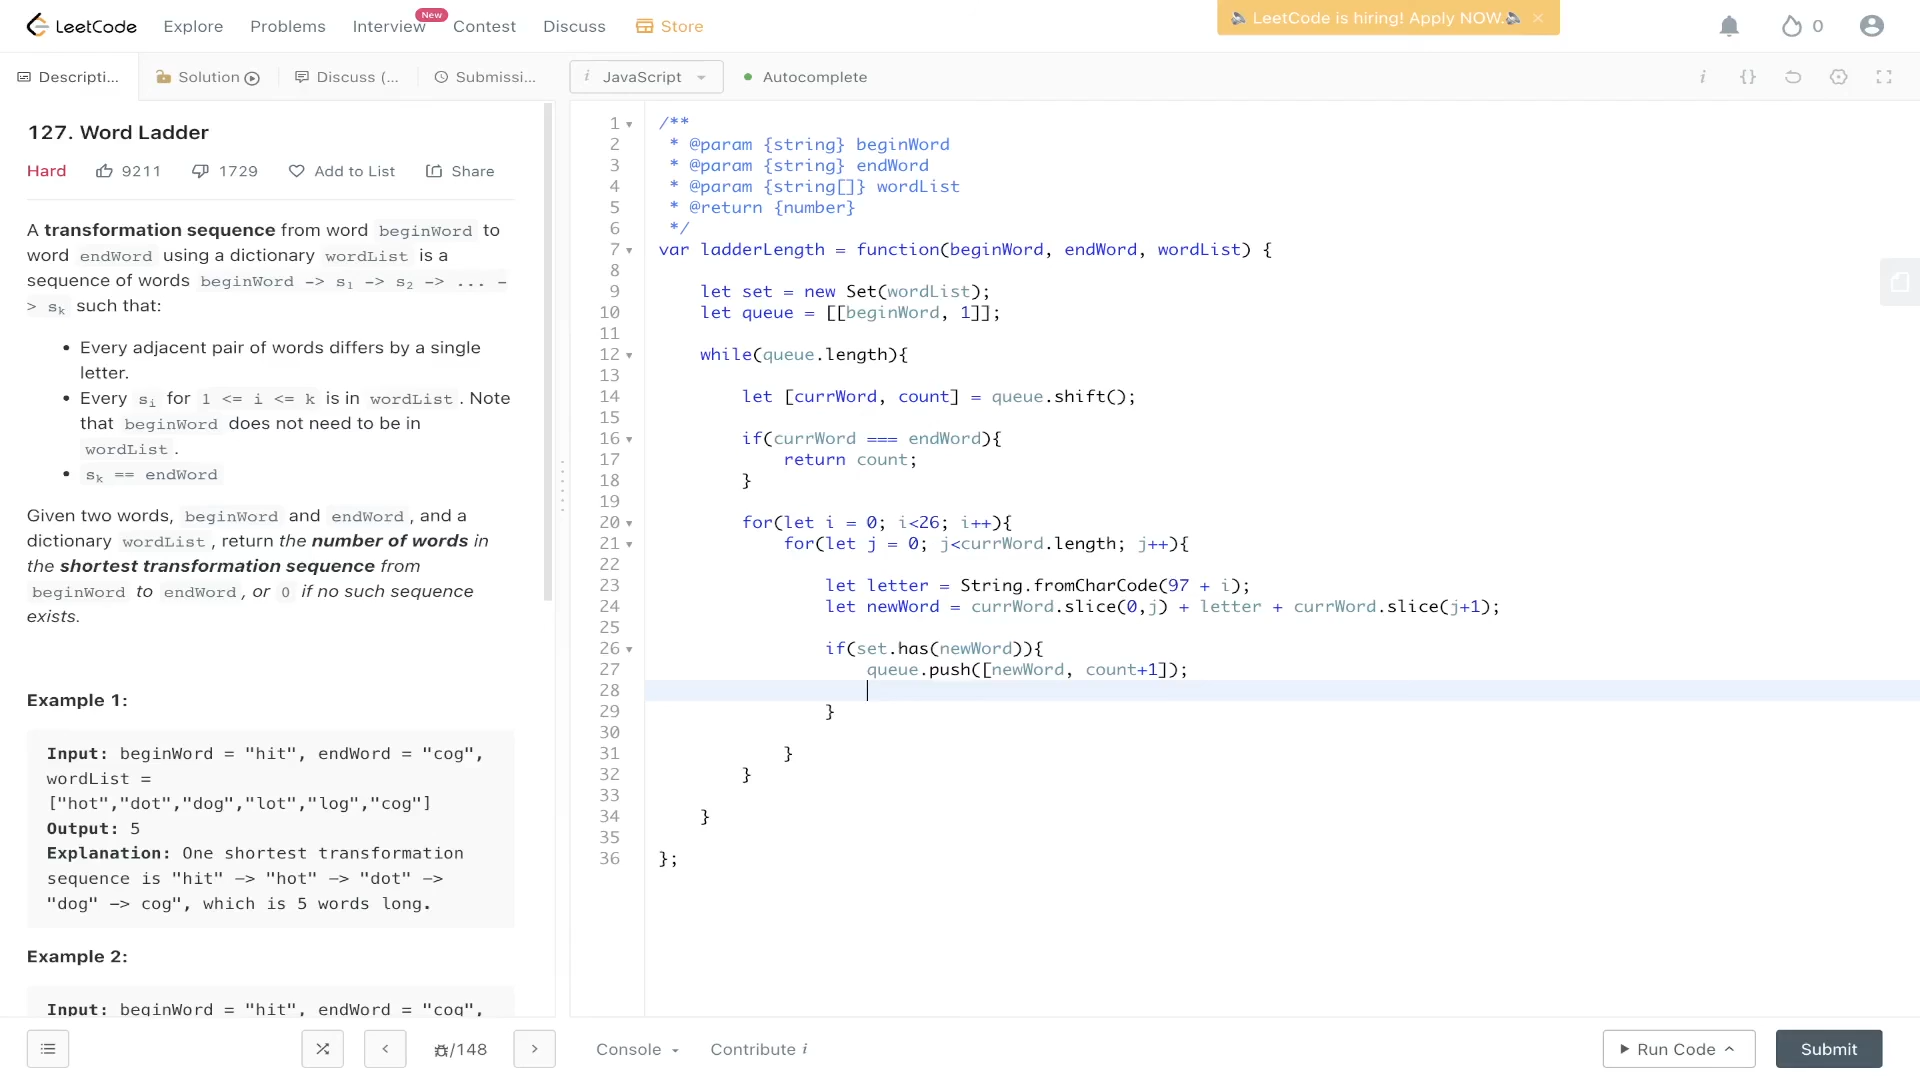 LeetCode Explore Problems Interview New Contest Discuss Store LeetCode is hiring! Apply NOW. 0
Descripti... Solution Discuss (... Submissi... i JavaScript Autocomplete i {}
127. Word Ladder
Hard 9211 1729 Add to List Share
A transformation sequence from word beginWord to
word endWord using a dictionary wordList is a
sequence of words beginWord -> s1 -> s2 -> ... -
> sk such that:
• Every adjacent pair of words differs by a single
letter.
• Every si for 1 <= i <= k is in wordList. Note
that beginWord does not need to be in
wordList.
• sk == endWord
Given two words, beginWord and endWord, and a
dictionary wordList, return the number of words in
the shortest transformation sequence from
beginWord to endWord, or 0 if no such sequence
exists.
Example 1:
Input: beginWord = "hit", endWord = "cog",
wordList =
["hot","dot","dog","lot","log","cog"]
Output: 5
Explanation: One shortest transformation
sequence is "hit" -> "hot" -> "dot" ->
"dog" -> cog", which is 5 words long.
Example 2:
Input: beginWord = "hit", endWord = "cog",
1 /**
2 * @param {string} beginWord
3 * @param {string} endWord
4 * @param {string[]} wordList
5 * @return {number}
6 */
7 var ladderLength = function(beginWord, endWord, wordList) {
8
9 let set = new Set(wordList);
10 let queue = [[beginWord, 1]];
11
12 while(queue.length){
13
14 let [currWord, count] = queue.shift();
15
16 if(currWord === endWord){
17 return count;
18 }
19
20 for(let i = 0; i<26; i++){
21 for(let j = 0; j<currWord.length; j++){
22
23 let letter = String.fromCharCode(97 + i);
24 let newWord = currWord.slice(0,j) + letter + currWord.slice(j+1);
25
26 if(set.has(newWord)){
27 queue.push([newWord, count+1]);
28
29 }
30
31 }
32 }
33
34 }
35
36 };
/148 Console Contribute i Run Code Submit